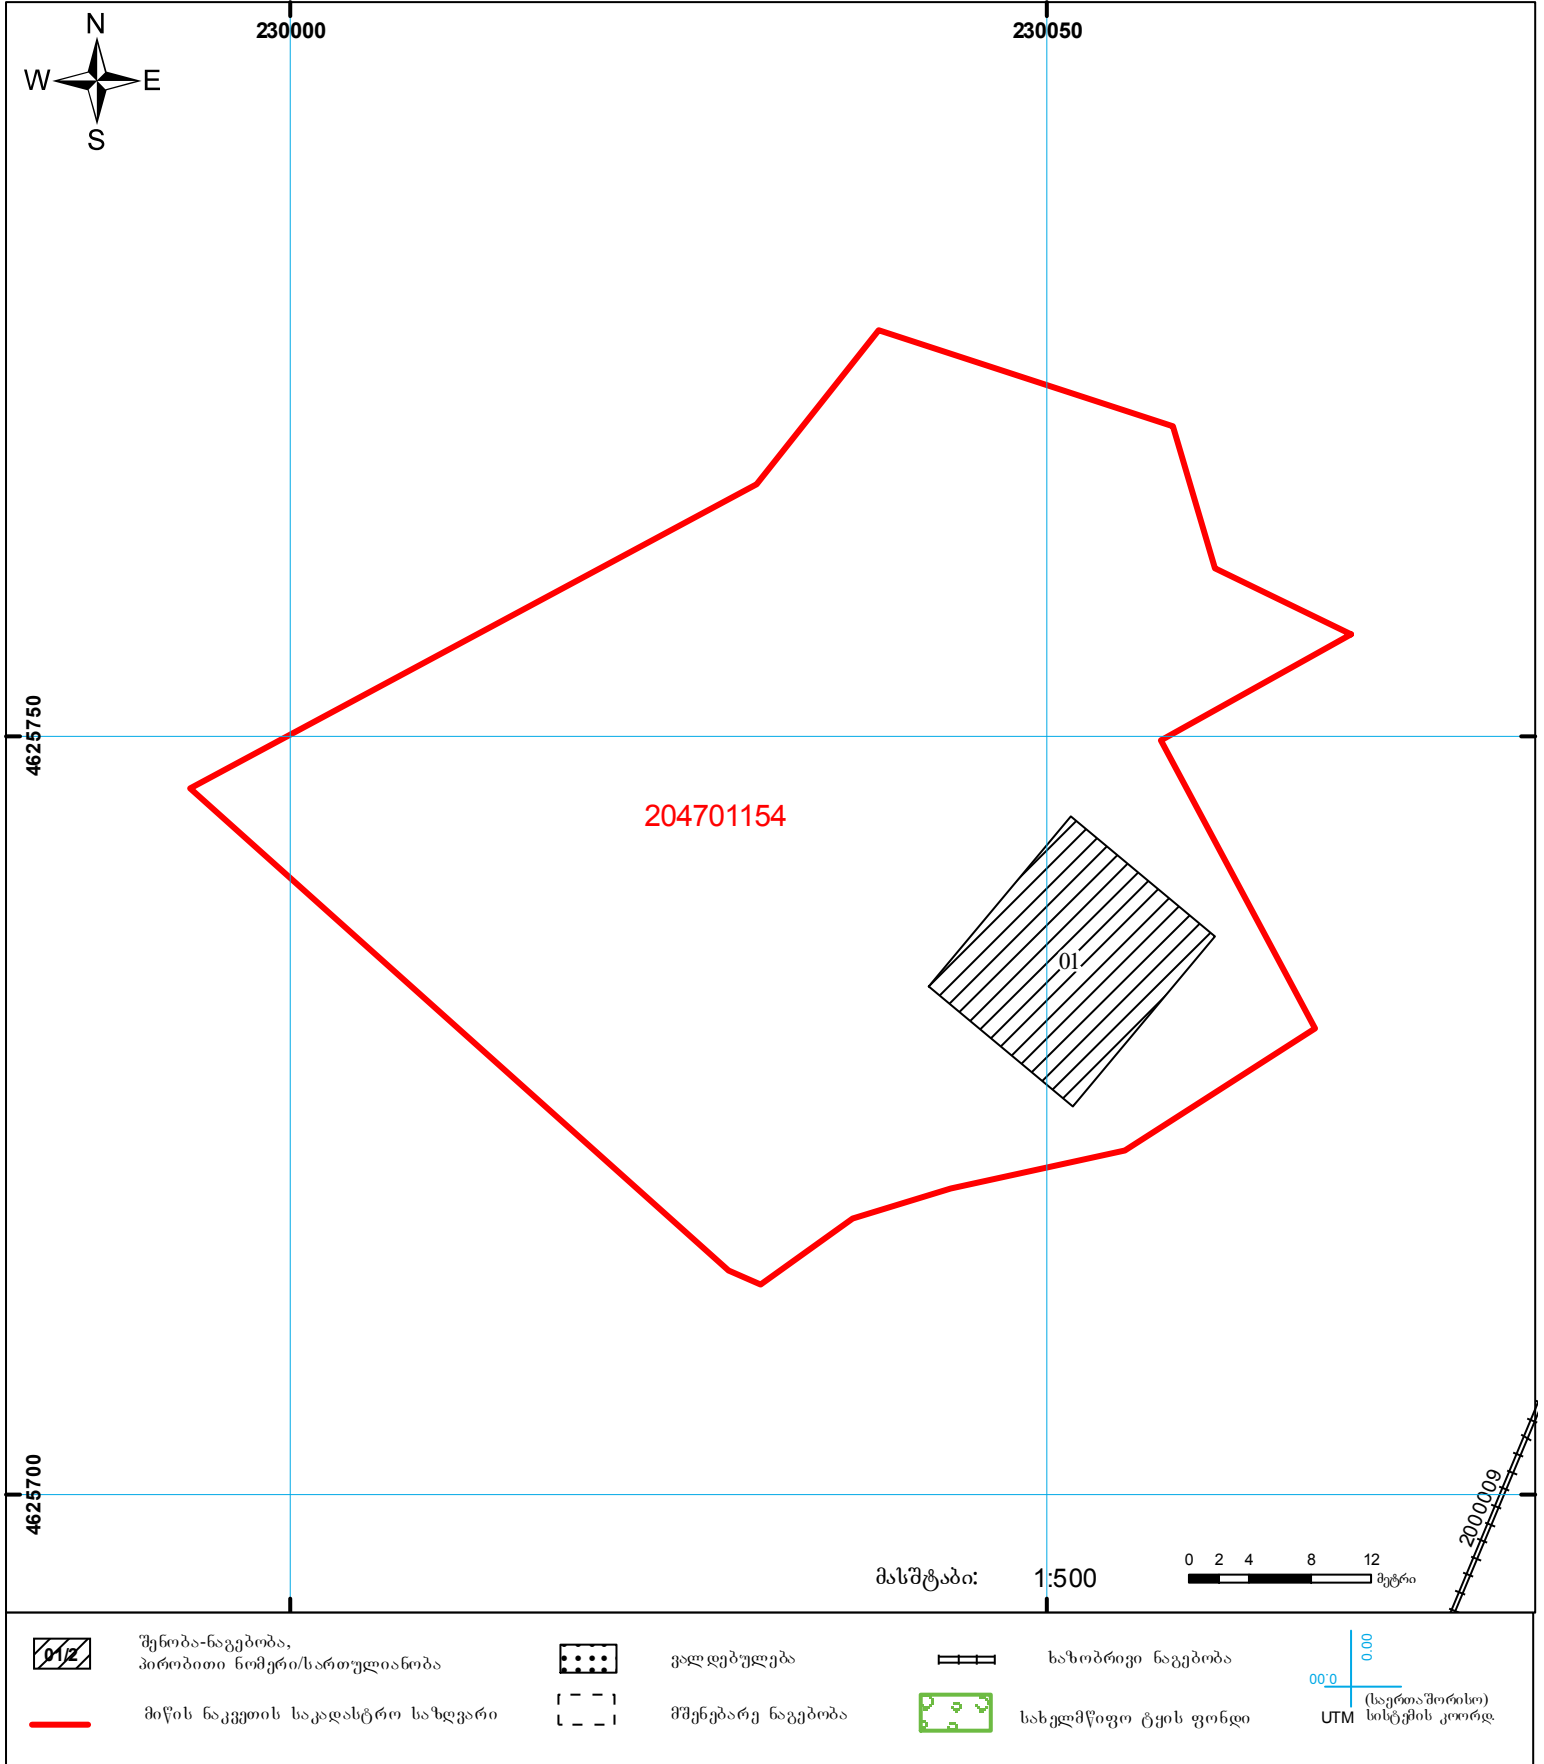 N
W E
S
230000
230050
4625750
204701154
01
4625700
2000009
მასშტაბი: 1:500
0 2 4 8 12
მეტრი
01/2
შენობა-ნაგებობა,
პირობითი ნომერი/სართულიანობა
ვალდებულება
ხაზობრივი ნაგებობა
00.0
00.0
მიწის ნაკვეთის საკადასტრო საზღვარი
მშენებარე ნაგებობა
სახელმწიფო ტყის ფონდი
UTM
(საერთაშორისო)
სისტემის კოორდ.